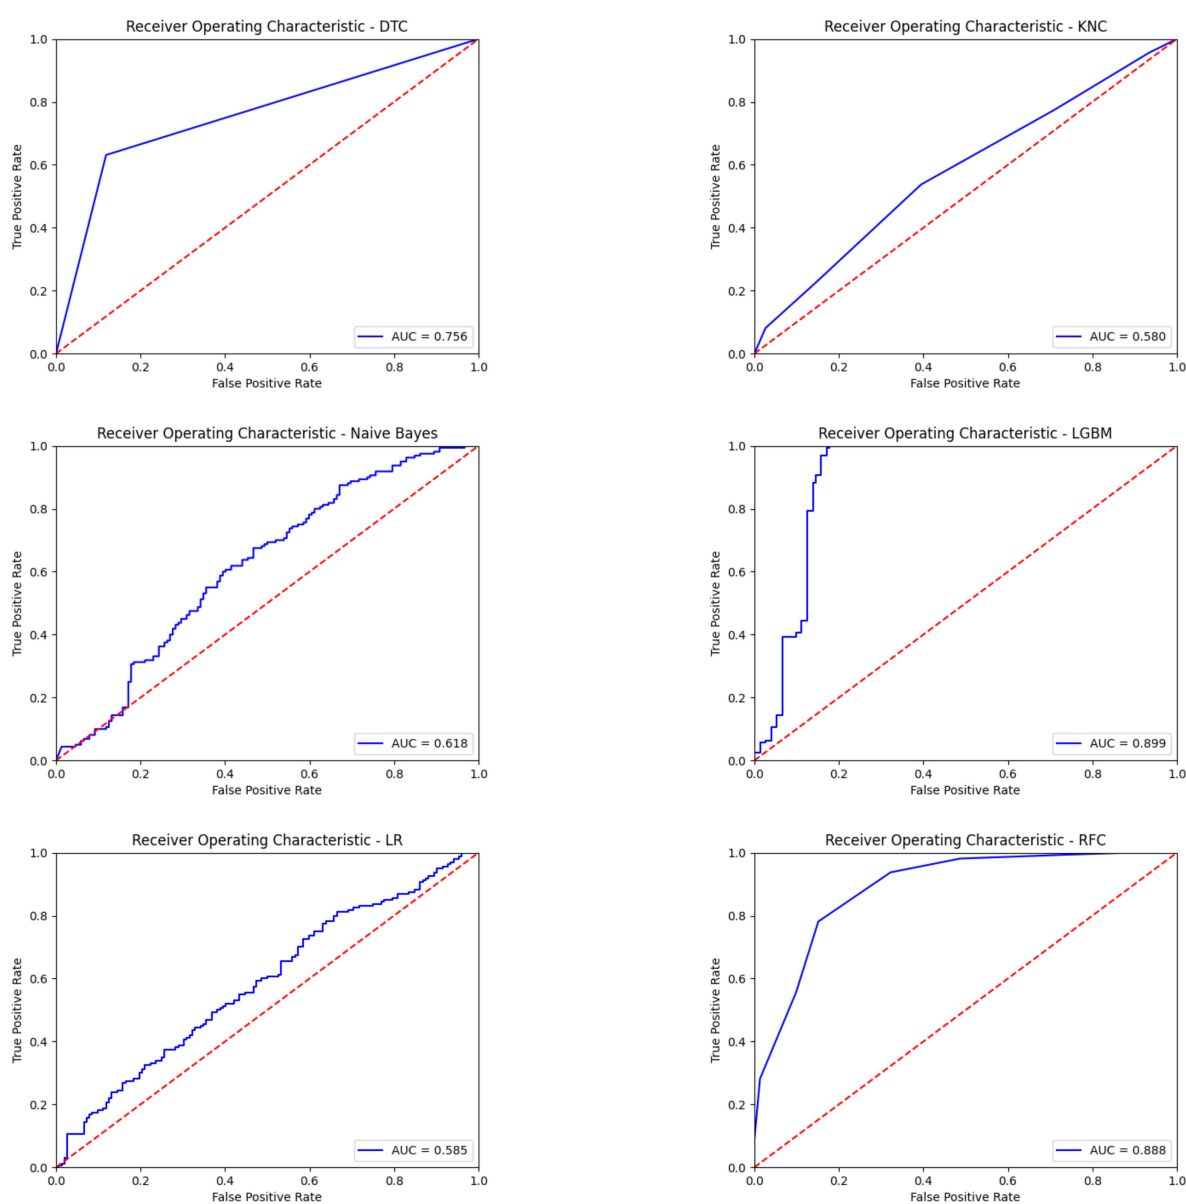 Receiver Operating Characteristic - DTC
1.0
0.8
0.6
0.4
0.2
0.0
True Positive Rate
AUC = 0.756
0.0 0.2 0.4 0.6 0.8 1.0
False Positive Rate
Receiver Operating Characteristic - KNC
1.0
0.8
0.6
0.4
0.2
0.0
True Positive Rate
AUC = 0.580
0.0 0.2 0.4 0.6 0.8 1.0
False Positive Rate
Receiver Operating Characteristic - Naive Bayes
1.0
0.8
0.6
0.4
0.2
0.0
True Positive Rate
AUC = 0.618
0.0 0.2 0.4 0.6 0.8 1.0
False Positive Rate
Receiver Operating Characteristic - LGBM
1.0
0.8
0.6
0.4
0.2
0.0
True Positive Rate
AUC = 0.899
0.0 0.2 0.4 0.6 0.8 1.0
False Positive Rate
Receiver Operating Characteristic - LR
1.0
0.8
0.6
0.4
0.2
0.0
True Positive Rate
AUC = 0.585
0.0 0.2 0.4 0.6 0.8 1.0
False Positive Rate
Receiver Operating Characteristic - RFC
1.0
0.8
0.6
0.4
0.2
0.0
True Positive Rate
AUC = 0.888
0.0 0.2 0.4 0.6 0.8 1.0
False Positive Rate